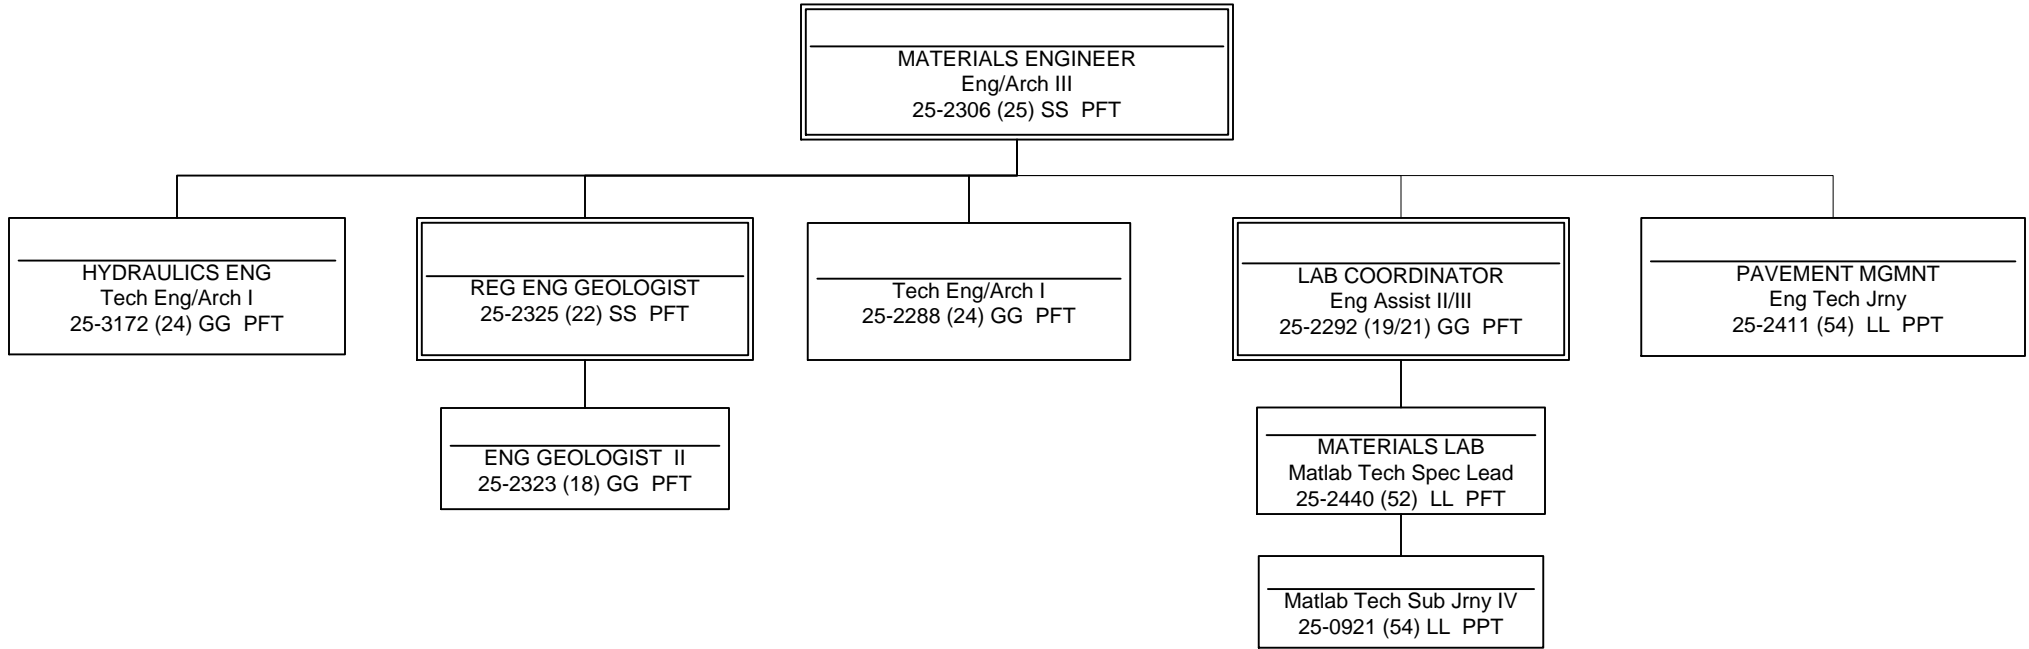 MATERIALS ENGINEER
Eng/Arch III
25-2306 (25) SS PFT
HYDRAULICS ENG
Tech Eng/Arch I
25-3172 (24) GG PFT
REG ENG GEOLOGIST
25-2325 (22) SS PFT
Tech Eng/Arch I
25-2288 (24) GG PFT
LAB COORDINATOR
Eng Assist II/III
25-2292 (19/21) GG PFT
PAVEMENT MGMNT
Eng Tech Jrny
25-2411 (54) LL PPT
ENG GEOLOGIST II
25-2323 (18) GG PFT
MATERIALS LAB
Matlab Tech Spec Lead
25-2440 (52) LL PFT
Matlab Tech Sub Jrny IV
25-0921 (54) LL PPT